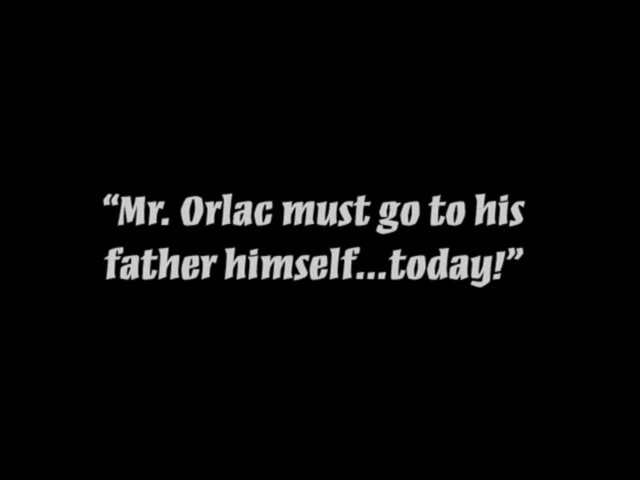 “Mr. Orlac must go to his
father himself...today!”